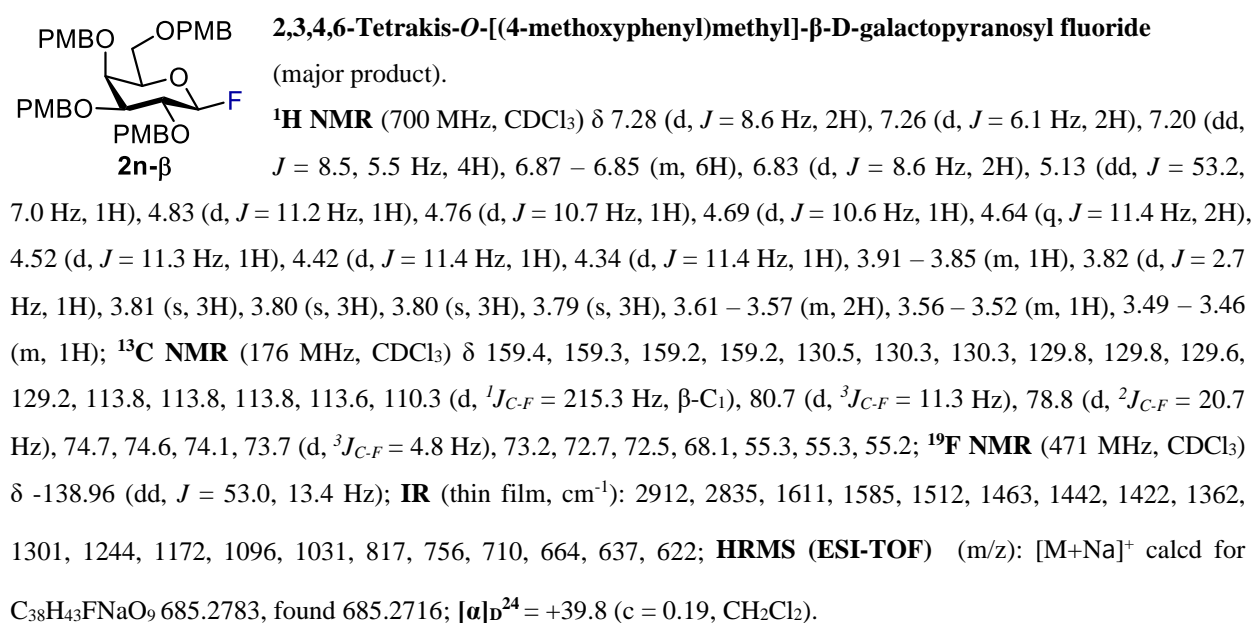 PMBO
OPMB
O
PMBO
F
PMBO
2n-β
2,3,4,6-Tetrakis-O-[(4-methoxyphenyl)methyl]-β-D-galactopyranosyl fluoride
(major product).
¹H NMR (700 MHz, CDCl₃) δ 7.28 (d, J = 8.6 Hz, 2H), 7.26 (d, J = 6.1 Hz, 2H), 7.20 (dd,
J = 8.5, 5.5 Hz, 4H), 6.87 – 6.85 (m, 6H), 6.83 (d, J = 8.6 Hz, 2H), 5.13 (dd, J = 53.2,
7.0 Hz, 1H), 4.83 (d, J = 11.2 Hz, 1H), 4.76 (d, J = 10.7 Hz, 1H), 4.69 (d, J = 10.6 Hz, 1H), 4.64 (q, J = 11.4 Hz, 2H),
4.52 (d, J = 11.3 Hz, 1H), 4.42 (d, J = 11.4 Hz, 1H), 4.34 (d, J = 11.4 Hz, 1H), 3.91 – 3.85 (m, 1H), 3.82 (d, J = 2.7
Hz, 1H), 3.81 (s, 3H), 3.80 (s, 3H), 3.80 (s, 3H), 3.79 (s, 3H), 3.61 – 3.57 (m, 2H), 3.56 – 3.52 (m, 1H), 3.49 – 3.46
(m, 1H); ¹³C NMR (176 MHz, CDCl₃) δ 159.4, 159.3, 159.2, 159.2, 130.5, 130.3, 130.3, 129.8, 129.8, 129.6,
129.2, 113.8, 113.8, 113.8, 113.6, 110.3 (d, ¹J_C-F = 215.3 Hz, β-C₁), 80.7 (d, ³J_C-F = 11.3 Hz), 78.8 (d, ²J_C-F = 20.7
Hz), 74.7, 74.6, 74.1, 73.7 (d, ³J_C-F = 4.8 Hz), 73.2, 72.7, 72.5, 68.1, 55.3, 55.3, 55.2; ¹⁹F NMR (471 MHz, CDCl₃)
δ -138.96 (dd, J = 53.0, 13.4 Hz); IR (thin film, cm⁻¹): 2912, 2835, 1611, 1585, 1512, 1463, 1442, 1422, 1362,
1301, 1244, 1172, 1096, 1031, 817, 756, 710, 664, 637, 622; HRMS (ESI-TOF) (m/z): [M+Na]⁺ calcd for
C₃₈H₄₃FNaO₉ 685.2783, found 685.2716; [α]D²⁴ = +39.8 (c = 0.19, CH₂Cl₂).